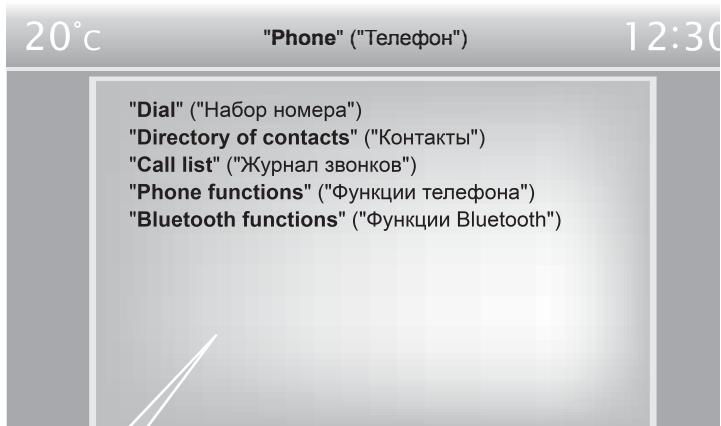 20°C
"Phone" ("Телефон")
12:30
"Dial" ("Набор номера")
"Directory of contacts" ("Контакты")
"Call list" ("Журнал звонков")
"Phone functions" ("Функции телефона")
"Bluetooth functions" ("Функции Bluetooth")